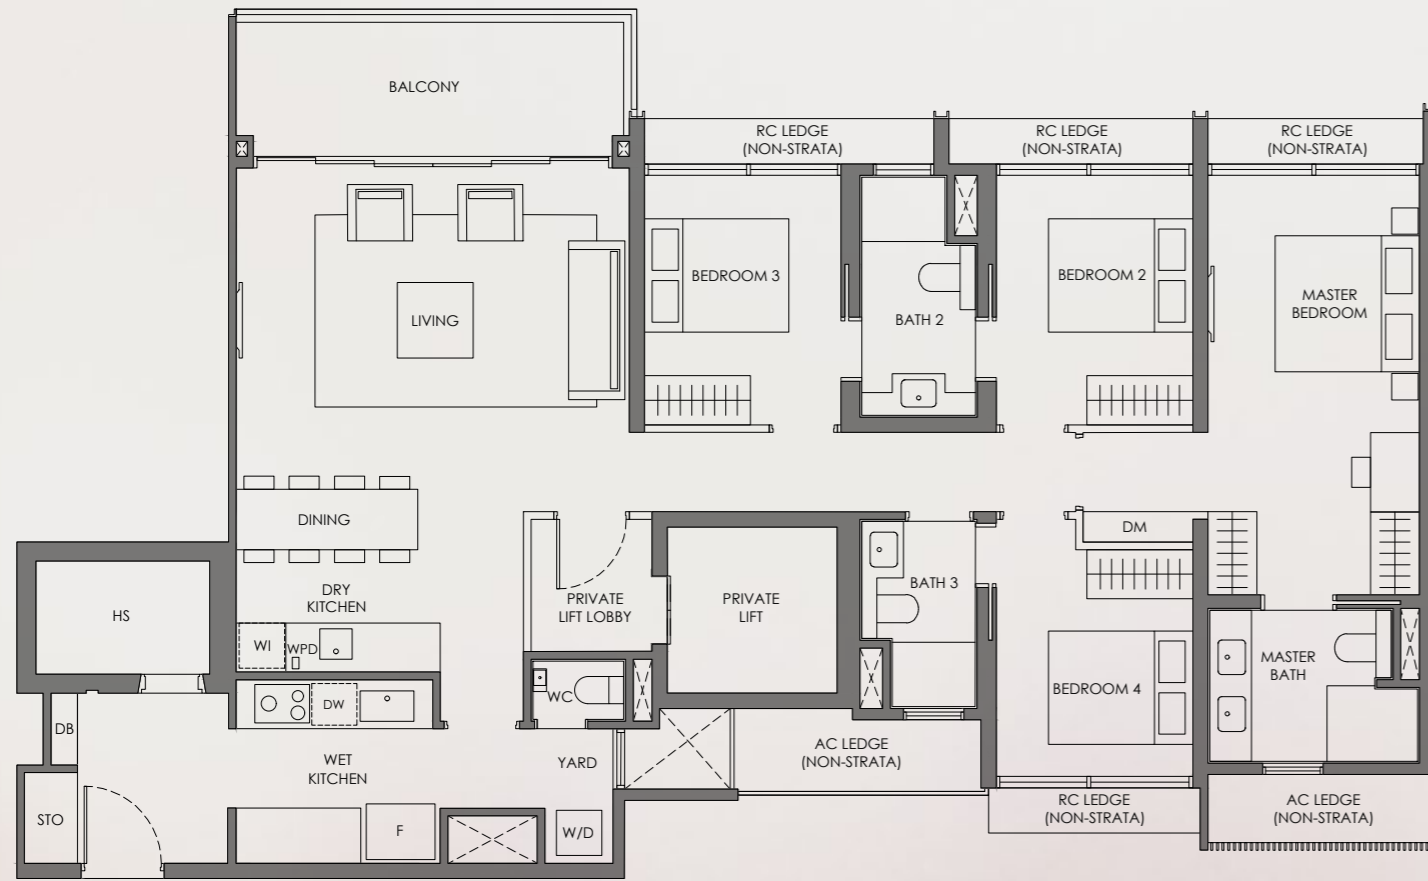 BALCONY
RC LEDGE
(NON-STRATA)
RC LEDGE
(NON-STRATA)
RC LEDGE
(NON-STRATA)
BEDROOM 3
BEDROOM 2
MASTER
BEDROOM
LIVING
BATH 2
DINING
DM
DRY
KITCHEN
PRIVATE
LIFT LOBBY
PRIVATE
LIFT
BATH 3
HS
WI
WPD
MASTER
BATH
WC
BEDROOM 4
DW
DB
WET
KITCHEN
YARD
AC LEDGE
(NON-STRATA)
RC LEDGE
(NON-STRATA)
AC LEDGE
(NON-STRATA)
STO
F
W/D